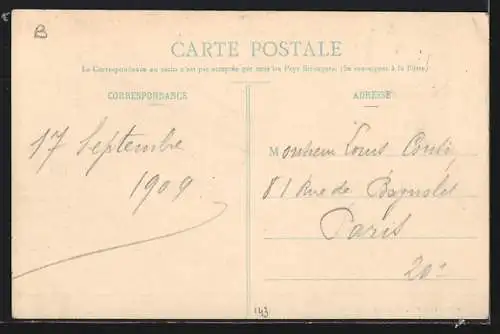 B
CARTE POSTALE
La Correspondance au recto n'est pas acceptée par tous les Pays Etrangers. (Se renseigner à la Poste)
CORRESPONDANCE
ADRESSE
17 Septembre
1909
Monsieur Louis
81 Rue de Bagnolet
Paris
20e
143